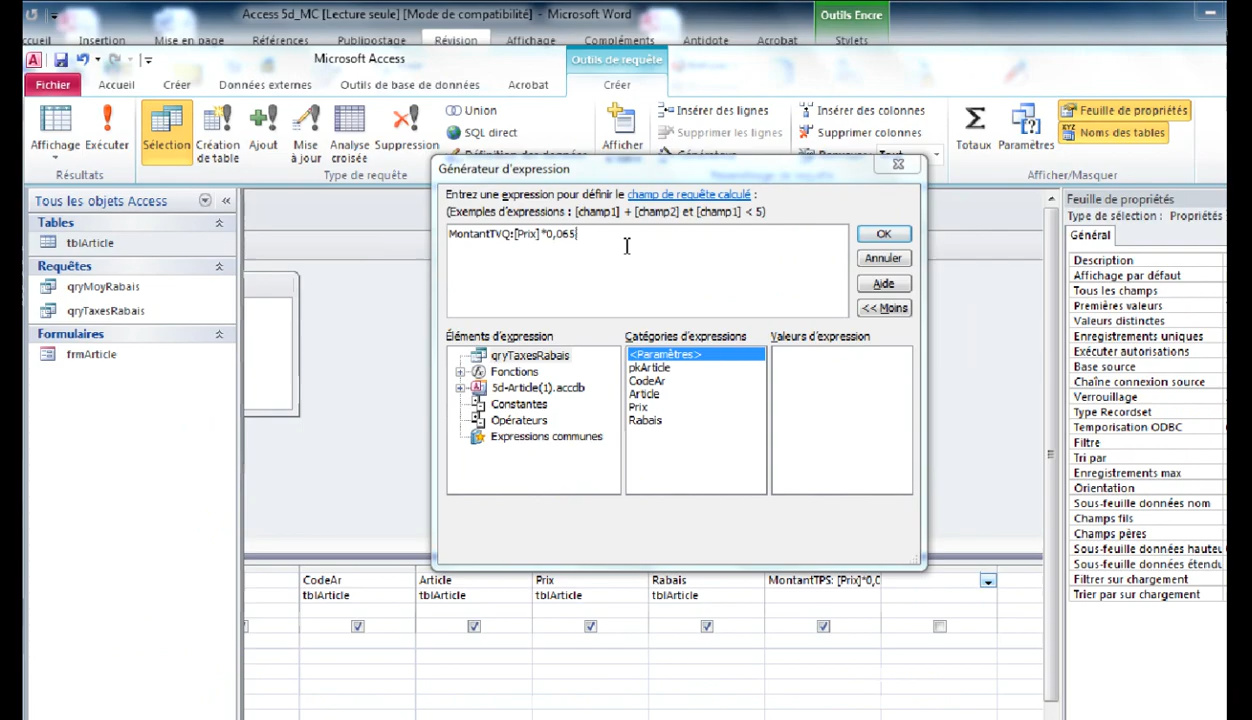 Access 5d_MC [Lecture seule] [Mode de compatibilité] - Microsoft Word
Outils Encre
Insertion
Mise en page
Références
Publipostage
Révision
Affichage
Compléments
Antidote
Acrobat
Stylets
Microsoft Access
Outils de requête
Fichier
Accueil
Créer
Données externes
Outils de base de données
Acrobat
Créer
Affichage
Exécuter
Résultats
Sélection
Création de table
Ajout
Mise à jour
Analyse croisée
Suppression
Type de requête
Union
SQL direct
Afficher
Insérer des lignes
Supprimer les lignes
Insérer des colonnes
Supprimer colonnes
Totaux
Paramètres
Feuille de propriétés
Noms des tables
Afficher/Masquer
Tous les objets Access
Tables
tblArticle
Requêtes
qryMoyRabais
qryTaxesRabais
Formulaires
frmArticle
Générateur d'expression
Entrez une expression pour définir le champ de requête calculé :
(Exemples d'expressions : [champ1] + [champ2] et [champ1] < 5)
MontantTVQ:[Prix]*0,065
OK
Annuler
Aide
<< Moins
Éléments d'expression
qryTaxesRabais
Fonctions
5d-Article(1).accdb
Constantes
Opérateurs
Expressions communes
Catégories d'expressions
<Paramètres>
pkArticle
CodeAr
Article
Prix
Rabais
Valeurs d'expression
Feuille de propriétés
Type de sélection : Propriétés
Général
Description
Affichage par défaut
Tous les champs
Premières valeurs
Valeurs distinctes
Enregistrements uniques
Exécuter autorisations
Base source
Chaîne connexion source
Verrouillage
Type Recordset
Temporisation ODBC
Filtre
Tri par
Enregistrements max
Orientation
Sous-feuille données nom
Champs fils
Champs pères
Sous-feuille données hauteu
Sous-feuille données étendu
Filtrer sur chargement
Trier par sur chargement
CodeAr
Article
Prix
Rabais
MontantTPS: [Prix]*0,0
tblArticle
tblArticle
tblArticle
tblArticle